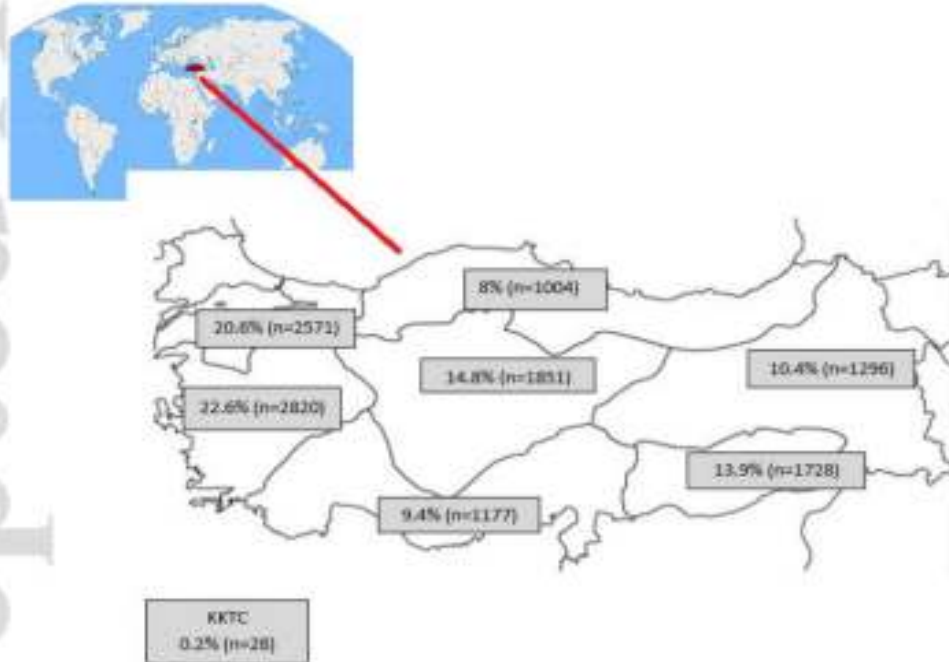 8% (n=1004)
20.6% (n=2571)
14.8% (n=1851)
10.4% (n=1296)
22.6% (n=2820)
13.9% (n=1728)
9.4% (n=1177)
KKTC
0.2% (n=28)